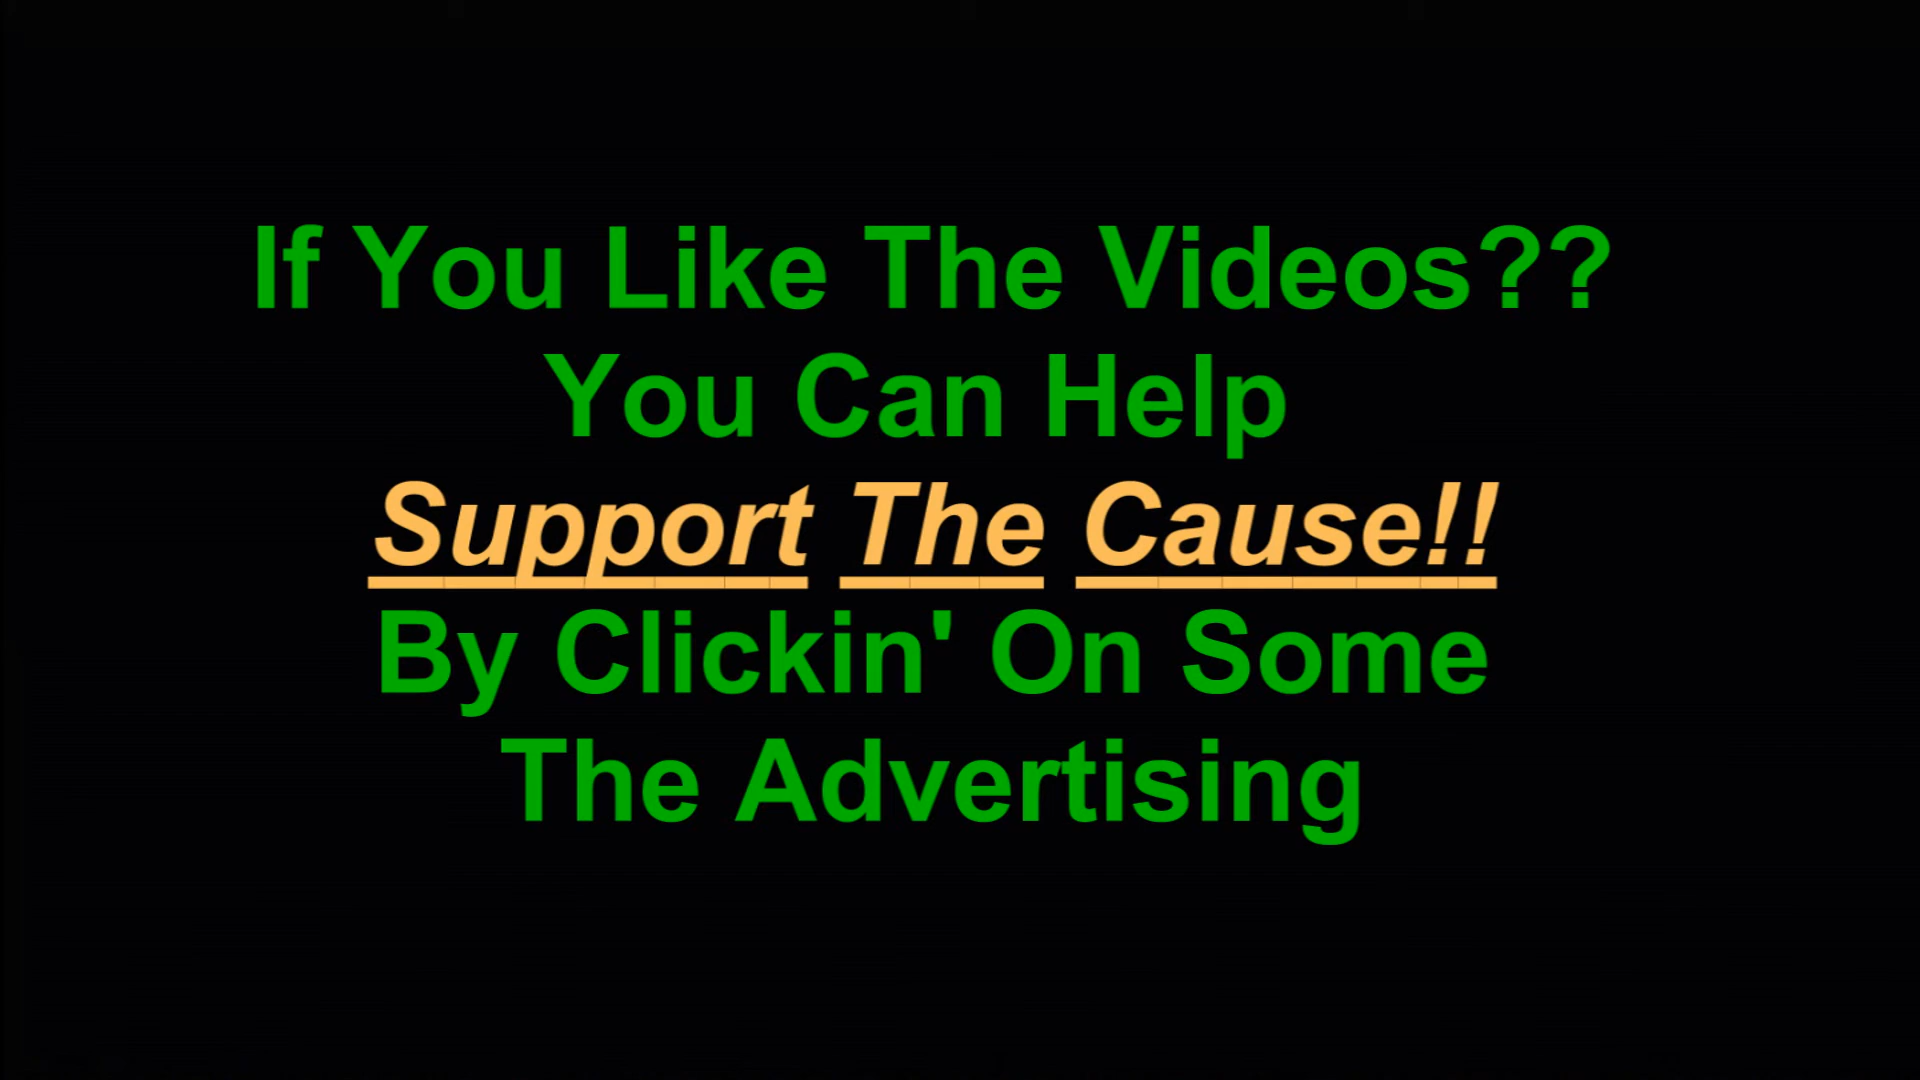 If You Like The Videos??
You Can Help
Support The Cause!!
By Clickin' On Some
The Advertising